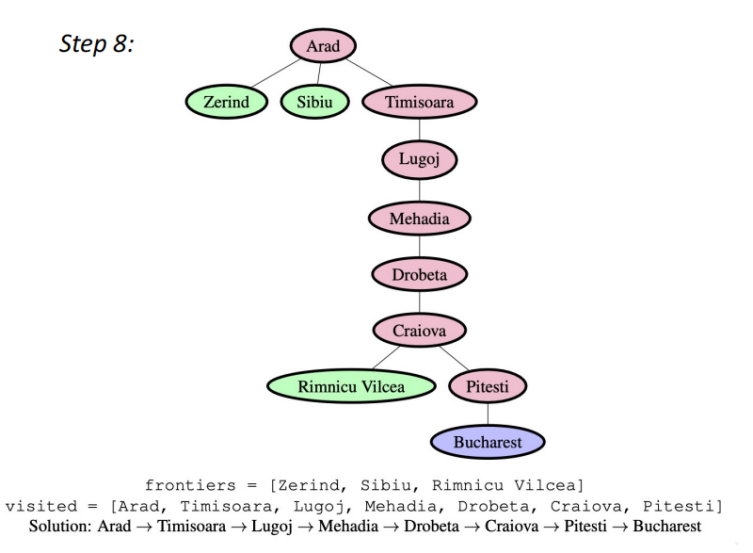 Step 8:
Arad
Zerind Sibiu Timisoara
Lugoj
Mehadia
Drobeta
Craiova
Rimnicu Vilcea Pitesti
Bucharest
frontiers = [Zerind, Sibiu, Rimnicu Vilcea]
visited = [Arad, Timisoara, Lugoj, Mehadia, Drobeta, Craiova, Pitesti]
Solution: Arad → Timisoara → Lugoj → Mehadia → Drobeta → Craiova → Pitesti → Bucharest